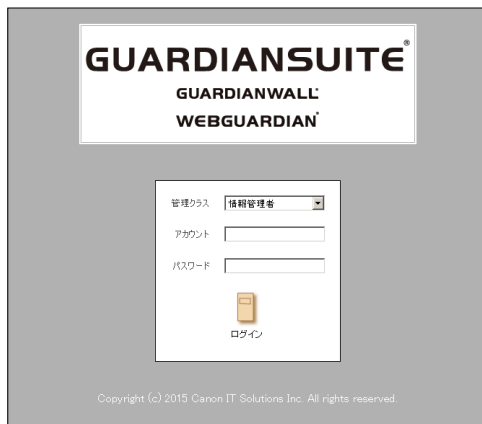 GUARDIANSUITE®
GUARDIANWALL
WEBGUARDIAN
管理クラス 情報管理者
アカウント
パスワード
ログイン
Copyright (c) 2015 Canon IT Solutions Inc. All rights reserved.